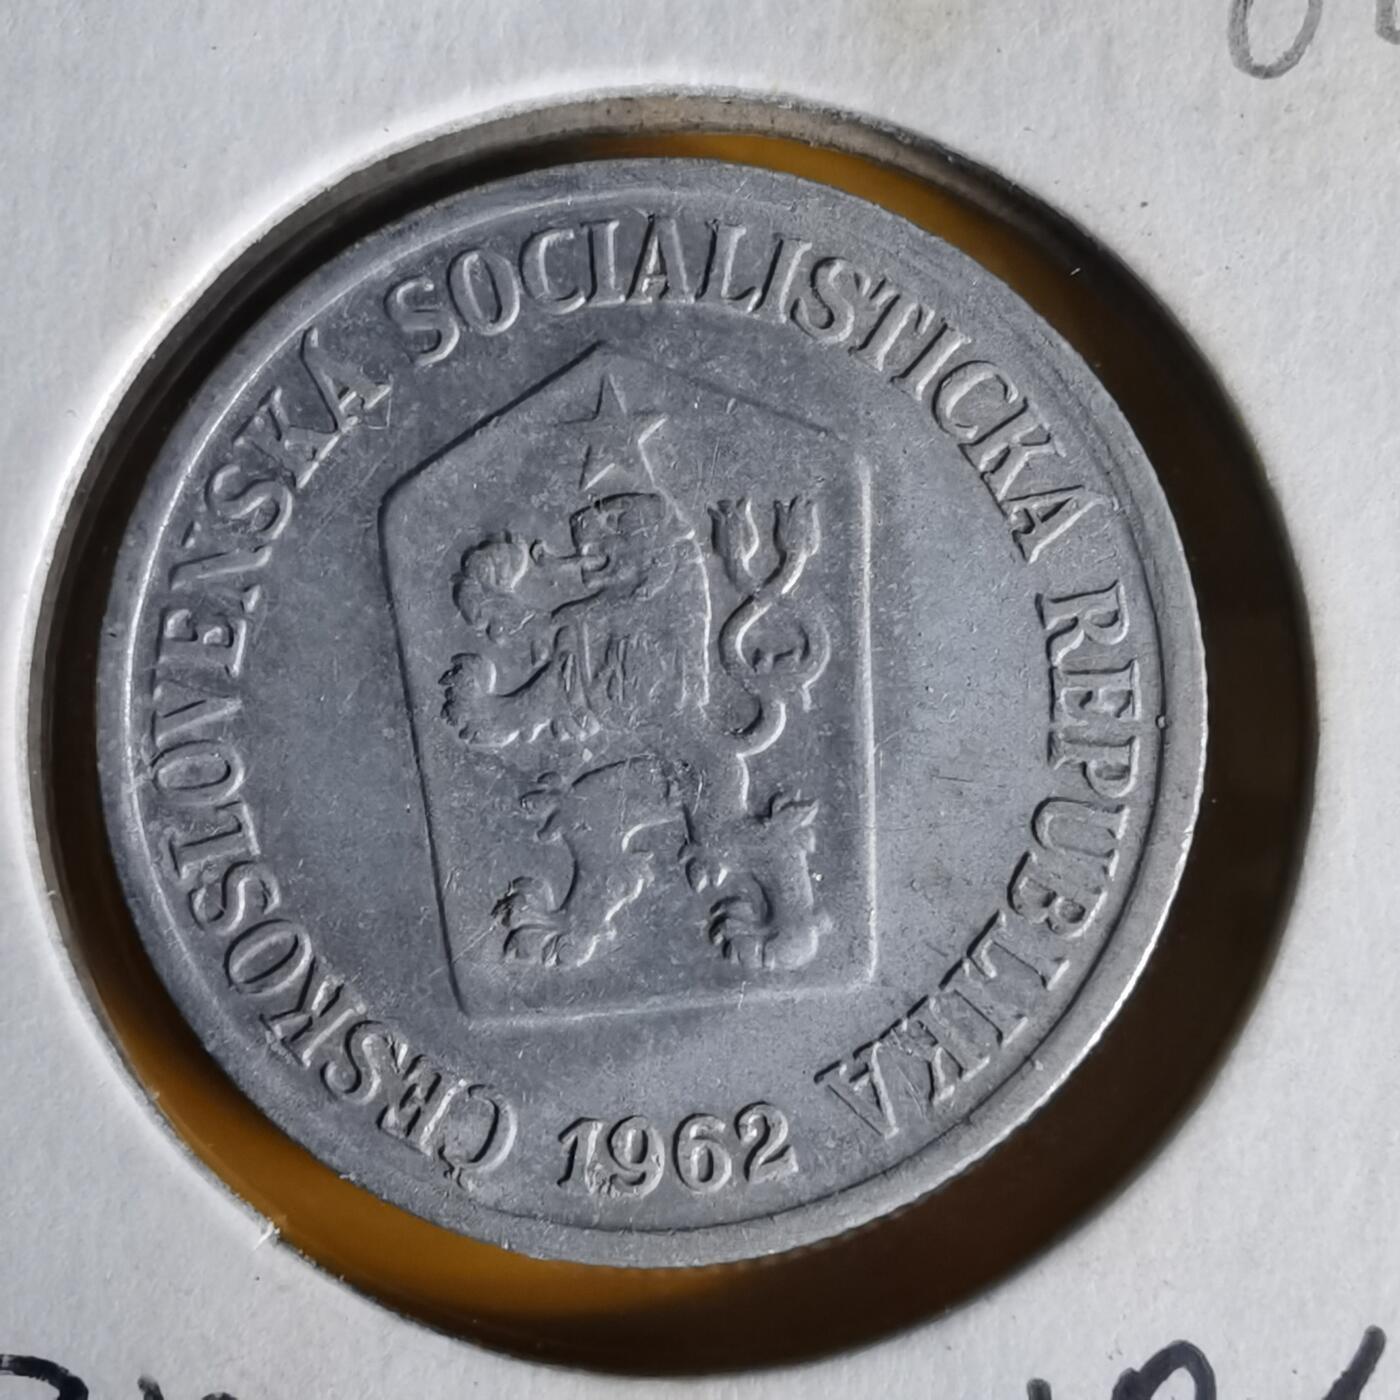 ČESKOSLOVENSKÁ SOCIALISTICKÁ REPUBLIKA
1962